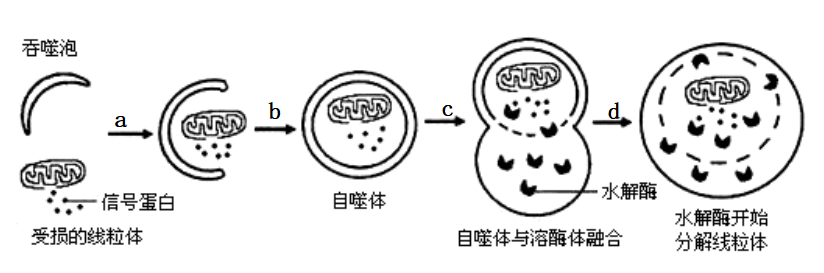 吞噬泡
a
b
c
d
信号蛋白
受损的线粒体
自噬体
水解酶
自噬体与溶酶体融合
水解酶开始
分解线粒体